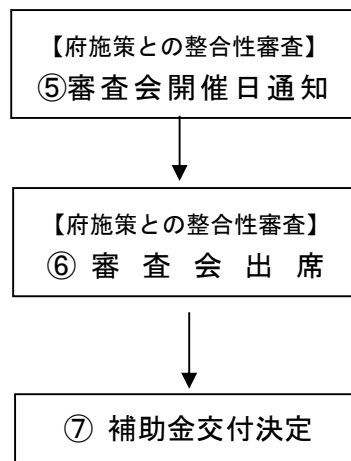 【府施策との整合性審査】
⑤審査会開催日通知
【府施策との整合性審査】
⑥ 審 査 会 出 席
⑦ 補助金交付決定